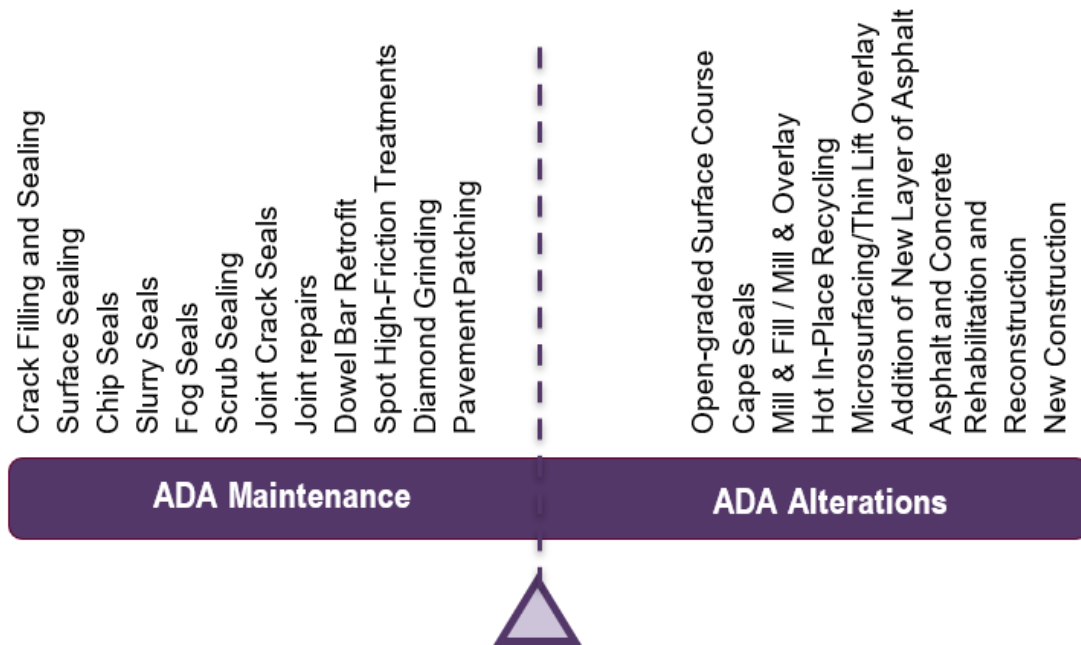 Crack Filling and Sealing
Surface Sealing
Chip Seals
Slurry Seals
Fog Seals
Scrub Sealing
Joint Crack Seals
Joint repairs
Dowel Bar Retrofit
Spot High-Friction Treatments
Diamond Grinding
Pavement Patching
Open-graded Surface Course
Cape Seals
Mill & Fill / Mill & Overlay
Hot In-Place Recycling
Microsurfacing/Thin Lift Overlay
Addition of New Layer of Asphalt
Asphalt and Concrete
Rehabilitation and
Reconstruction
New Construction
ADA Maintenance
ADA Alterations